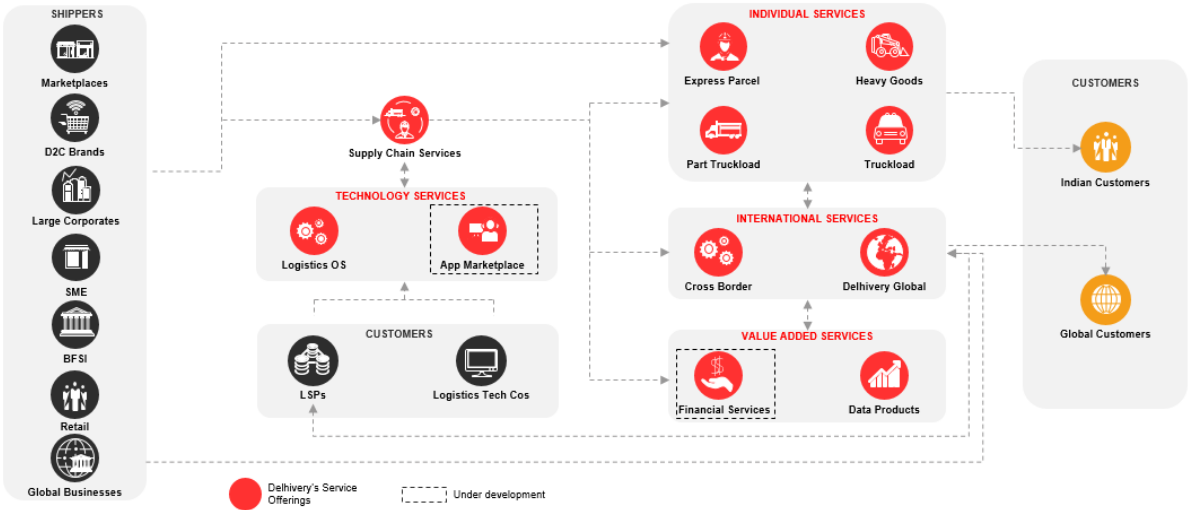 SHIPPERS
Marketplaces
D2C Brands
Large Corporates
SME
BFSI
Retail
Global Businesses
Supply Chain Services
TECHNOLOGY SERVICES
Logistics OS
App Marketplace
CUSTOMERS
LSPs
Logistics Tech Cos
INDIVIDUAL SERVICES
Express Parcel
Heavy Goods
Part Truckload
Truckload
INTERNATIONAL SERVICES
Cross Border
Delhivery Global
VALUE ADDED SERVICES
Financial Services
Data Products
CUSTOMERS
Indian Customers
Global Customers
Delhivery's Service
Offerings
Under development